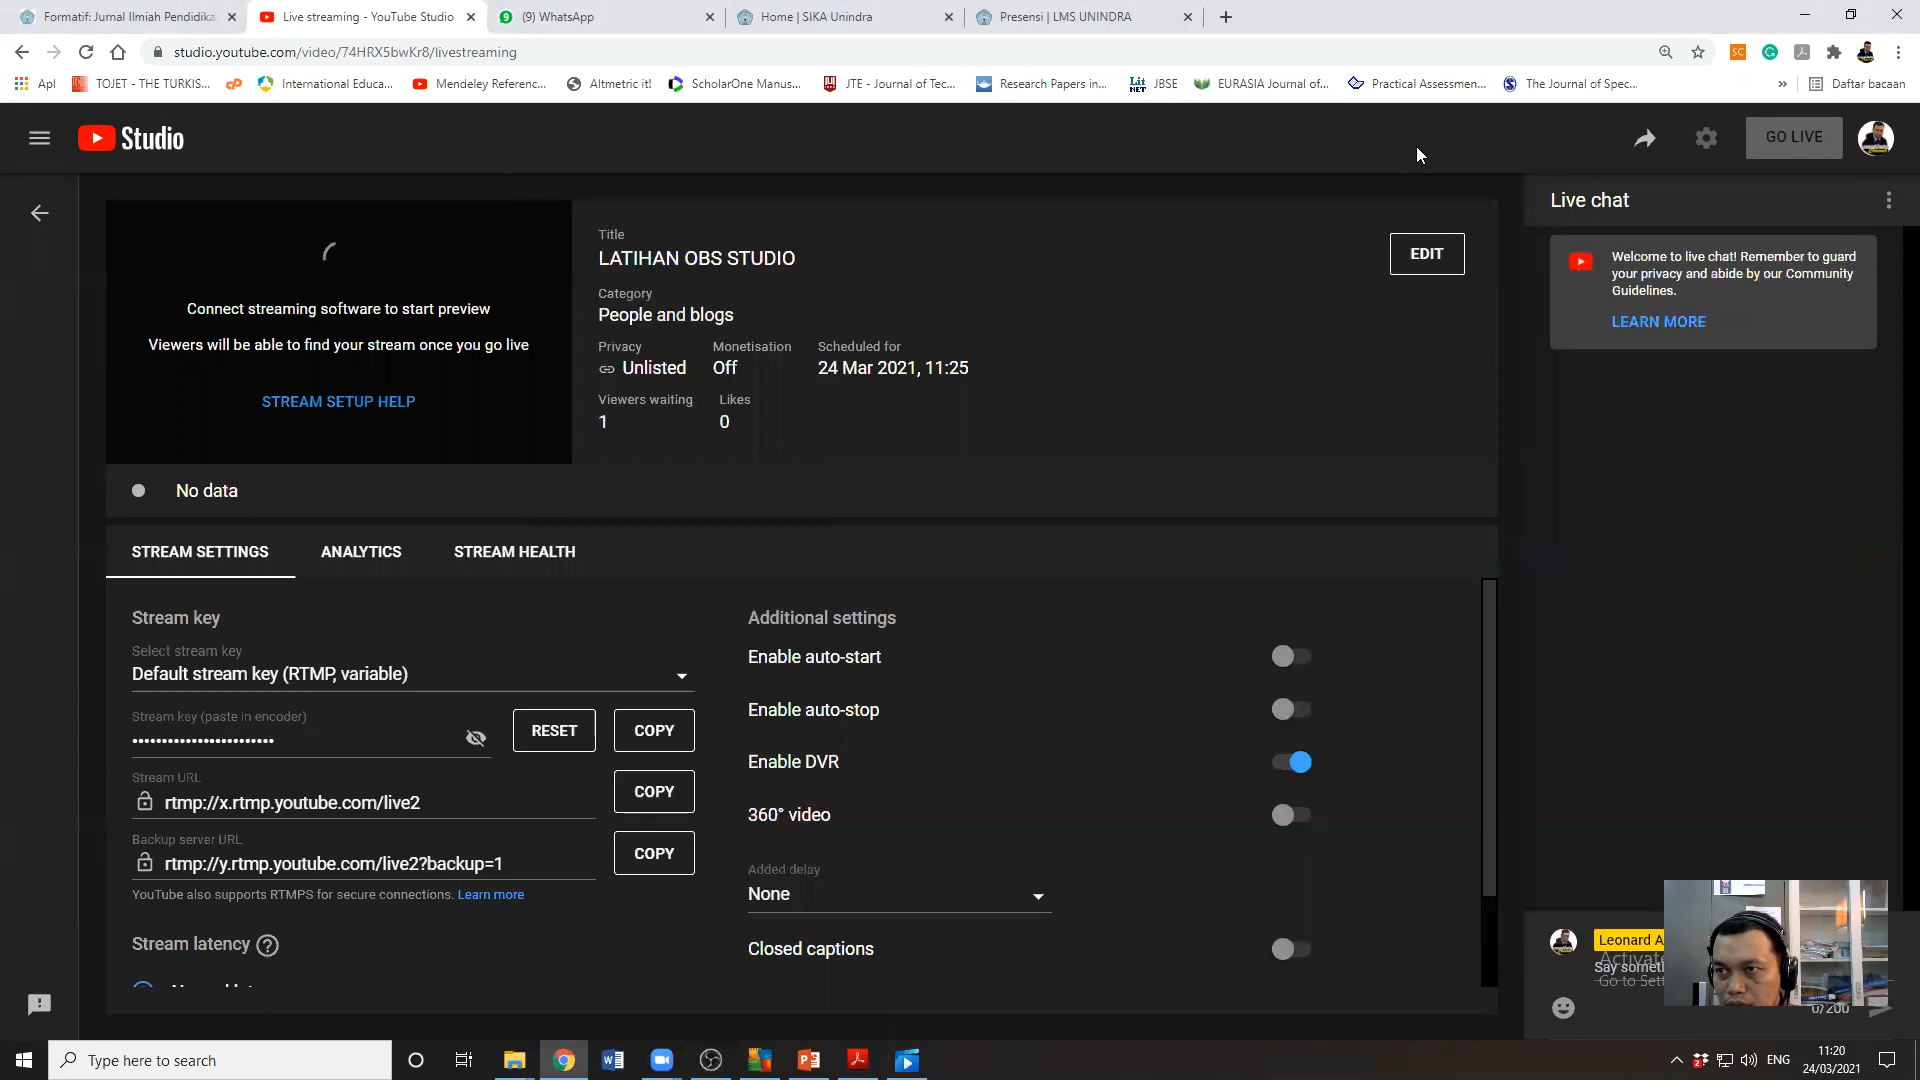 Formatif: Jurnal Ilmiah Pendidika
Live streaming - YouTube Studio
(9) WhatsApp
Home | SIKA Unindra
Presensi | LMS UNINDRA
studio.youtube.com/video/74HRX5bwKr8/livestreaming
SC
Apl
TOJET - THE TURKIS...
International Educa...
Mendeley Referenc...
Altmetric it!
ScholarOne Manus...
JTE - Journal of Tec...
Research Papers in...
JBSE
EURASIA Journal of...
Practical Assessmen...
The Journal of Spec...
Daftar bacaan
Studio
GO LIVE
Connect streaming software to start preview
Viewers will be able to find your stream once you go live
STREAM SETUP HELP
Title
LATIHAN OBS STUDIO
EDIT
Category
People and blogs
Privacy
Monetisation
Scheduled for
Unlisted
Off
24 Mar 2021, 11:25
Viewers waiting
Likes
1
0
No data
Live chat
Welcome to live chat! Remember to guard
your privacy and abide by our Community
Guidelines.
LEARN MORE
STREAM SETTINGS
ANALYTICS
STREAM HEALTH
Stream key
Select stream key
Default stream key (RTMP, variable)
Stream key (paste in encoder)
••••••••••••••••••••••••
RESET
COPY
Stream URL
rtmp://x.rtmp.youtube.com/live2
COPY
Backup server URL
rtmp://y.rtmp.youtube.com/live2?backup=1
COPY
YouTube also supports RTMPS for secure connections. Learn more
Stream latency
Additional settings
Enable auto-start
Enable auto-stop
Enable DVR
360° video
Added delay
None
Closed captions
Leonard A
Activate
Say someth
Go to Sett
0/200
Type here to search
ENG
11:20
24/03/2021